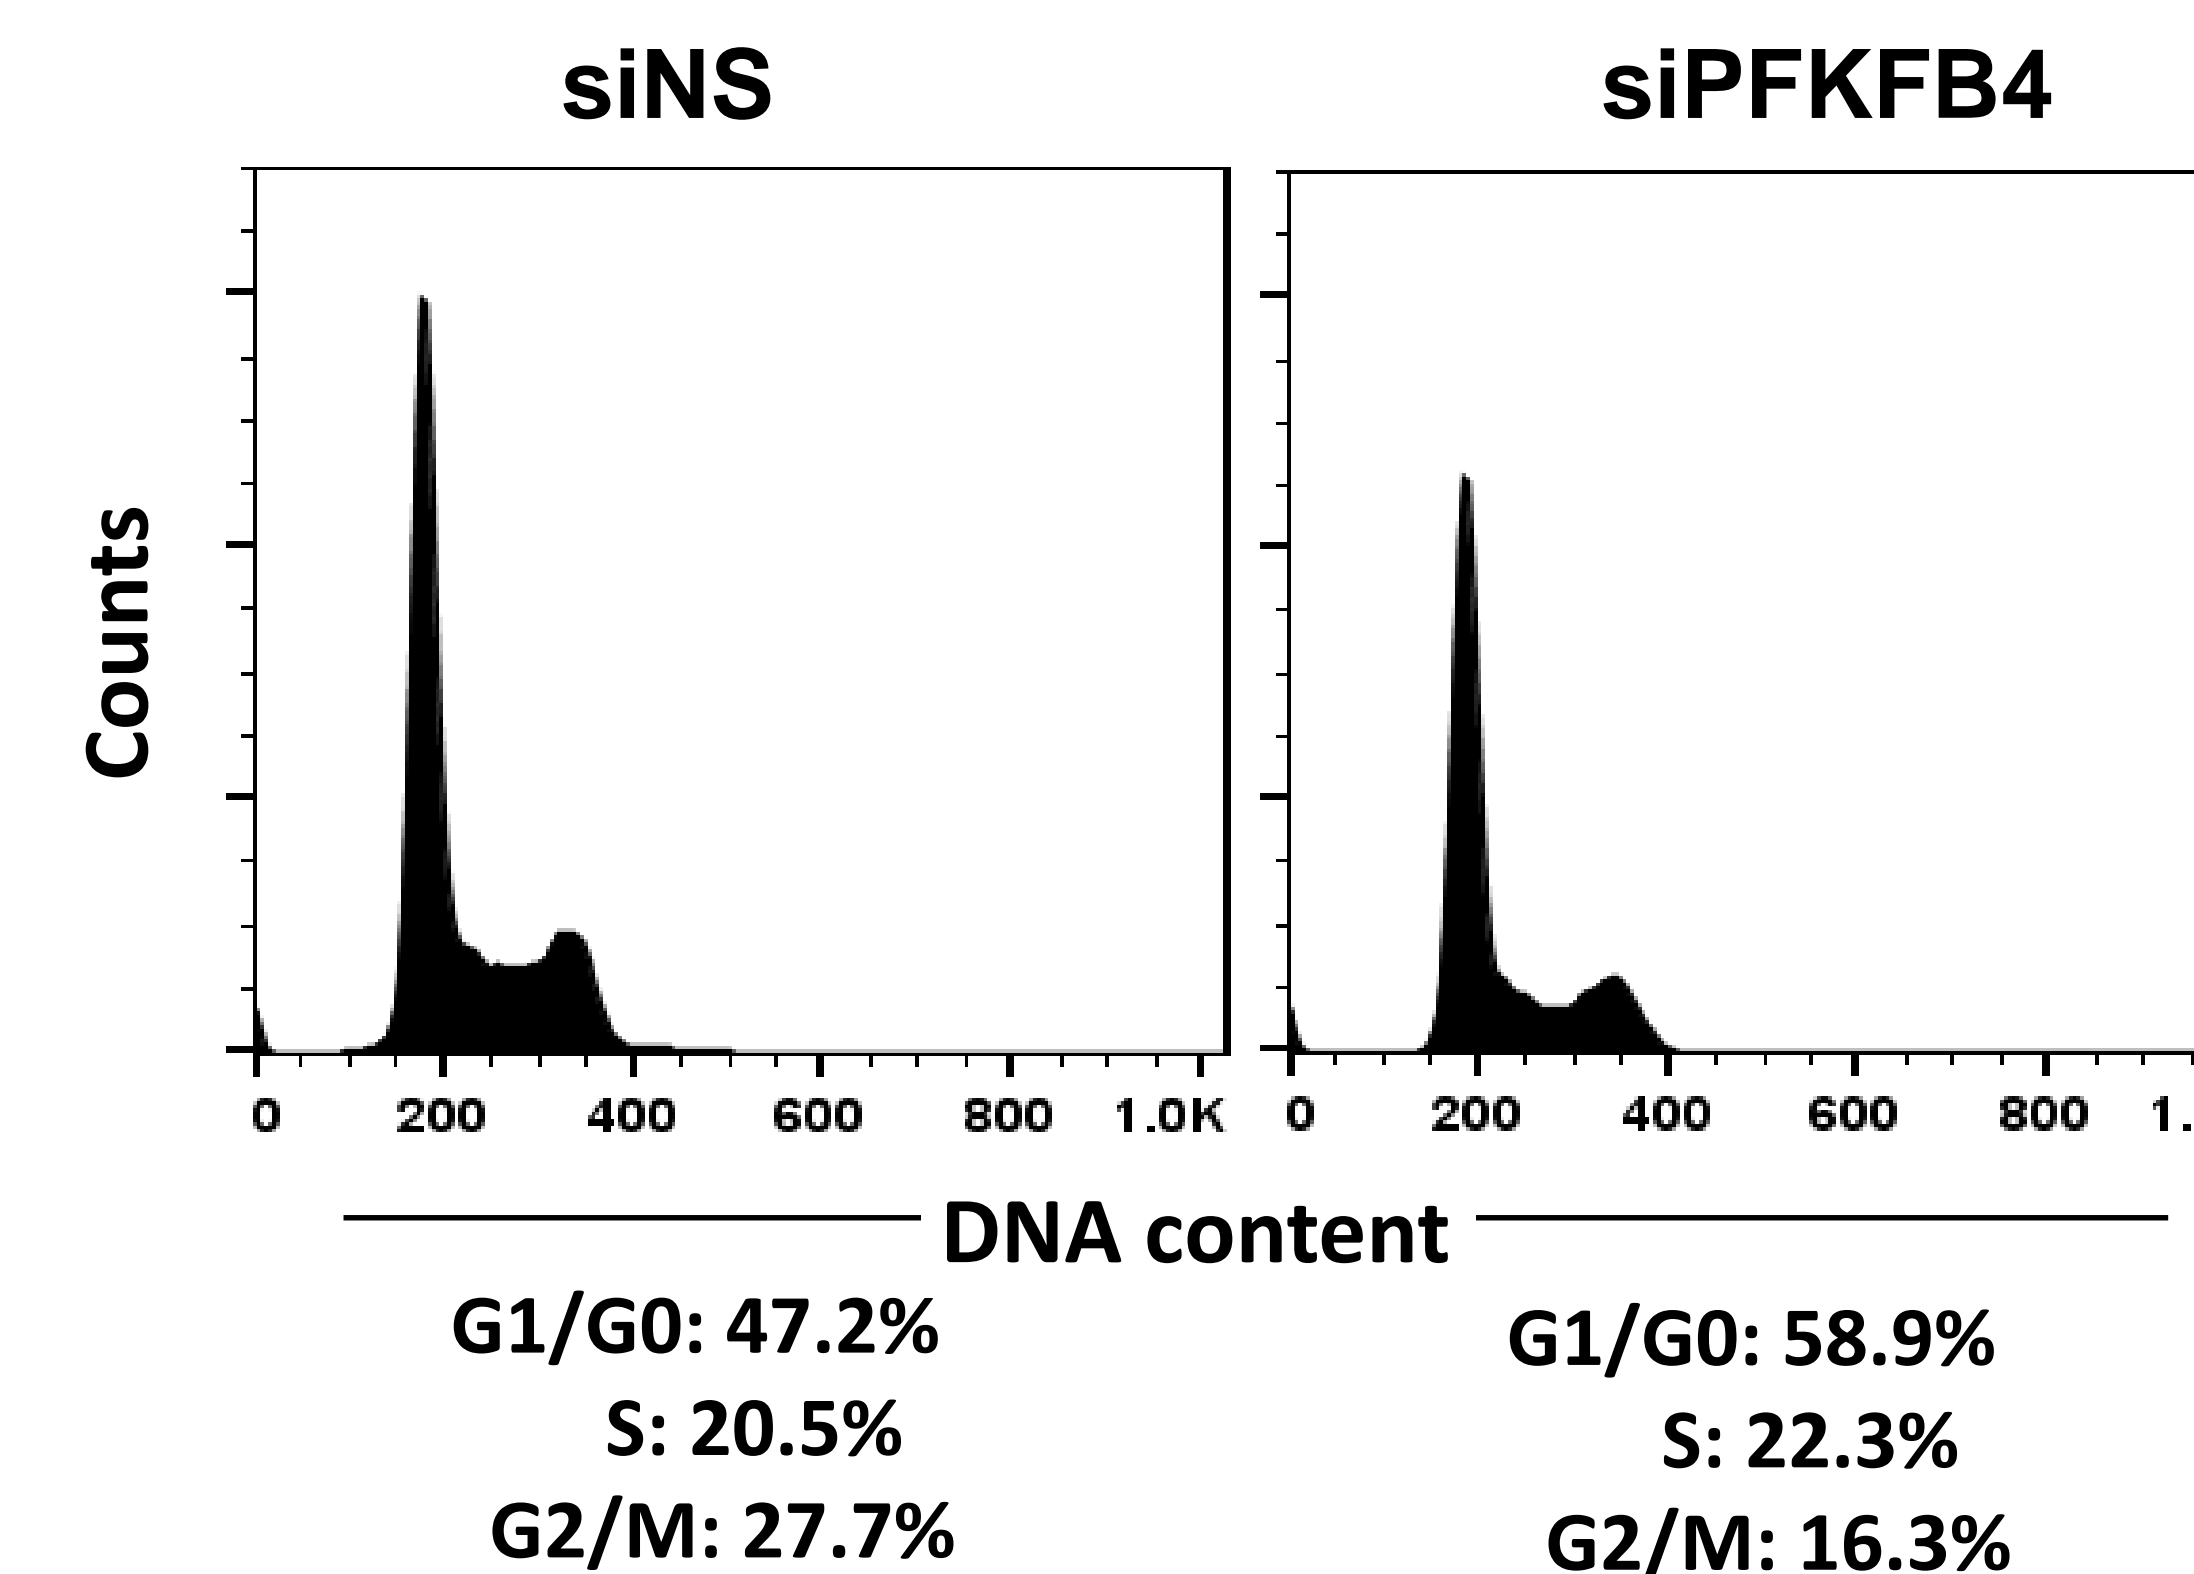 siNS
siPFKFB4
Counts
0 200 400 600 800 1.0K
0 200 400 600 800 1.
DNA content
G1/G0: 47.2%
S: 20.5%
G2/M: 27.7%
G1/G0: 58.9%
S: 22.3%
G2/M: 16.3%